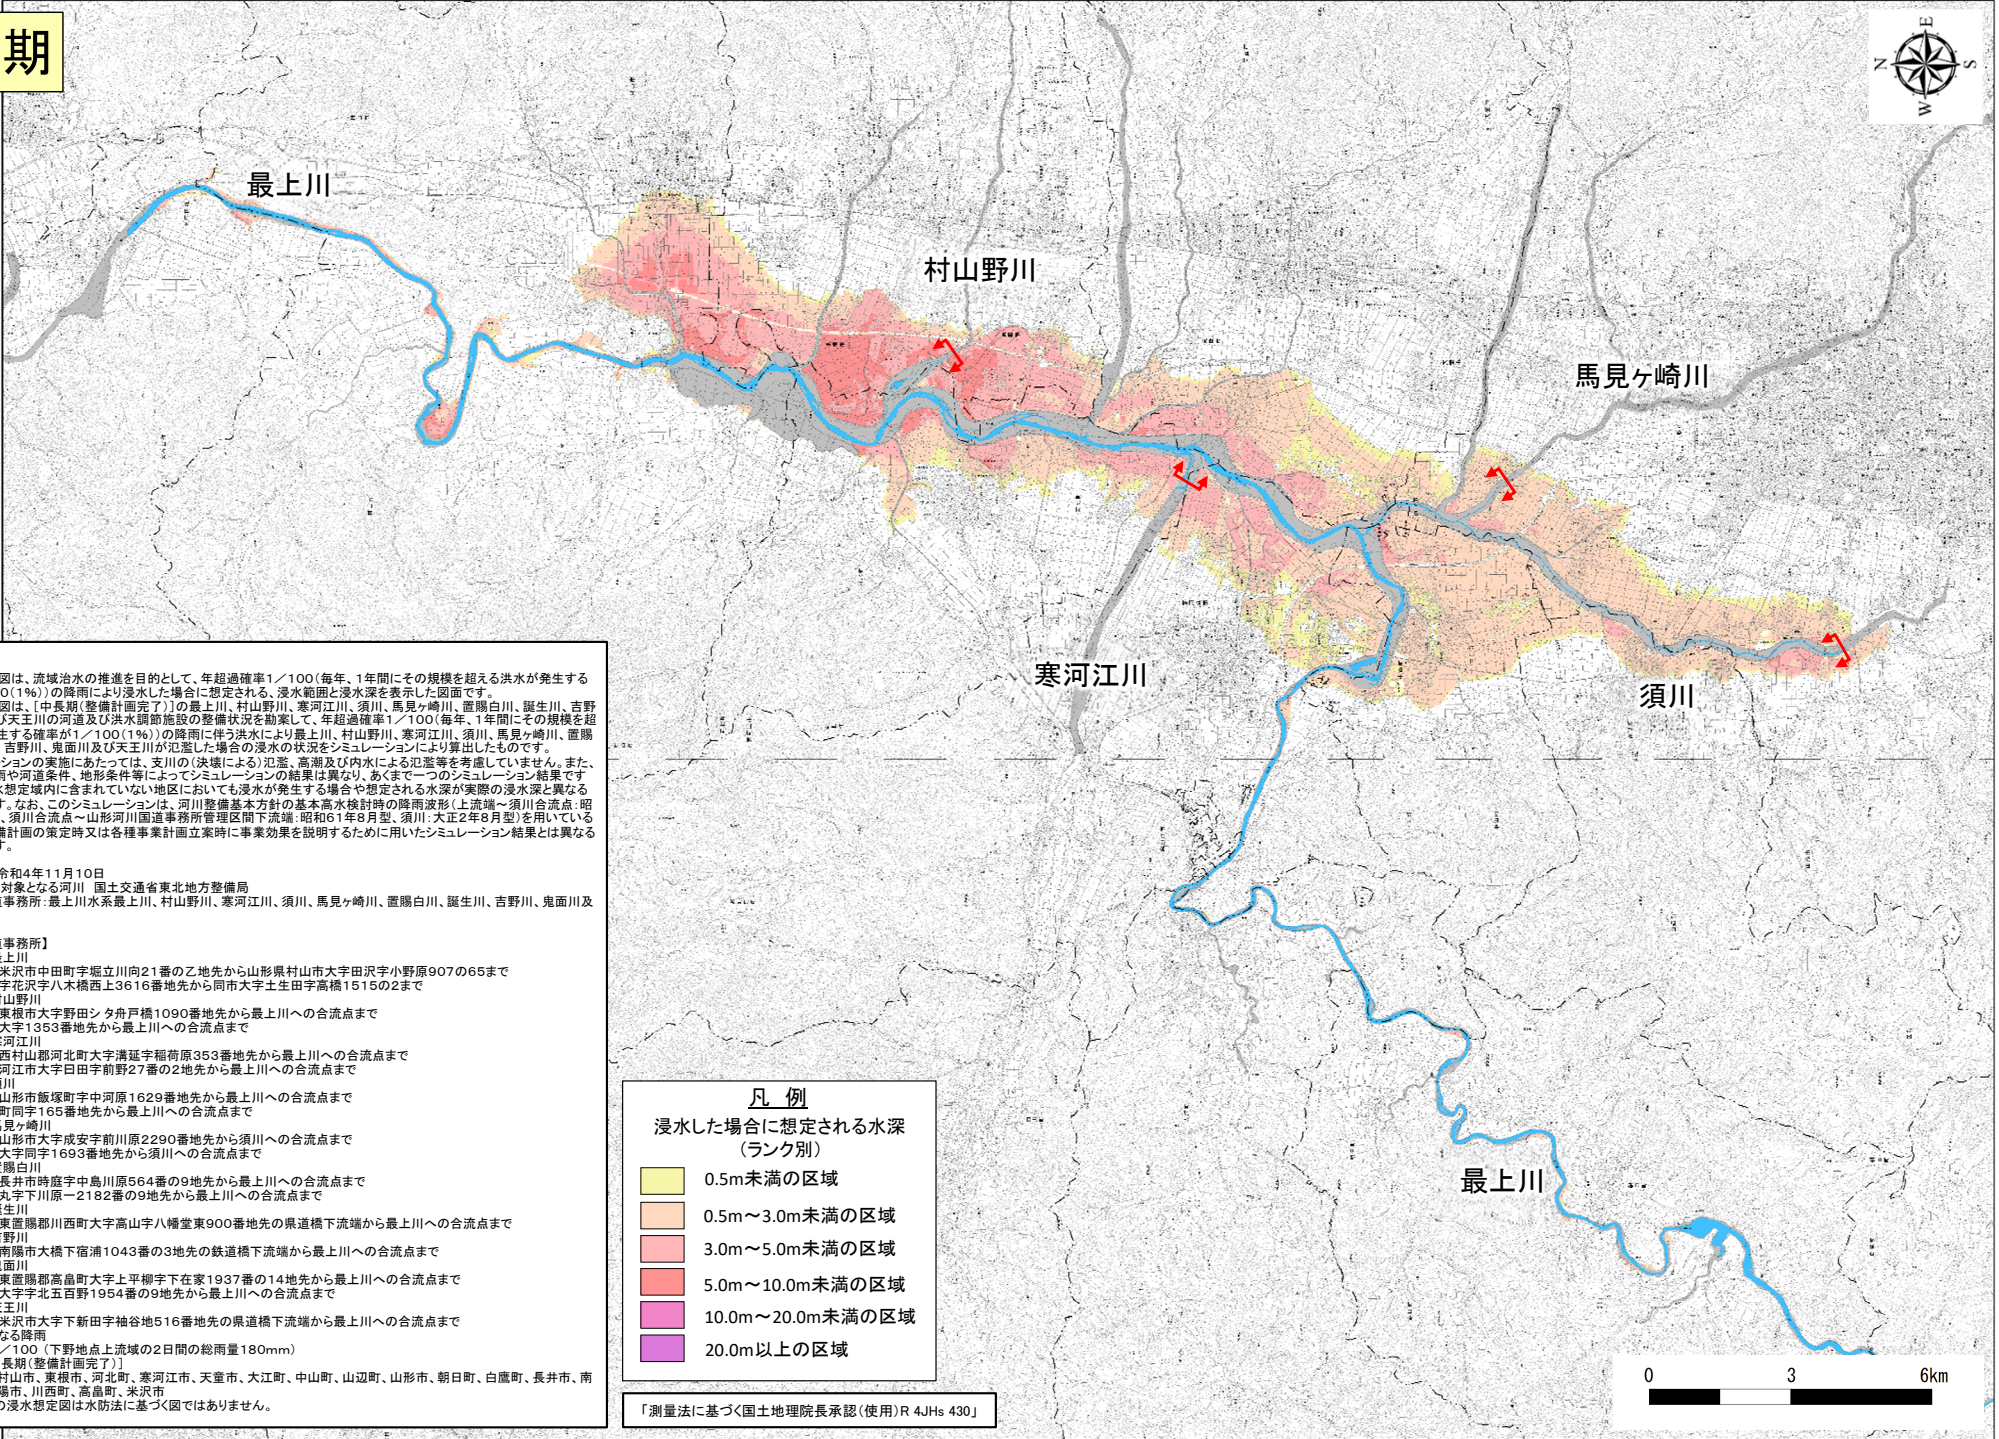 期
最上川
村山野川
馬見ヶ崎川
寒河江川
須川
最上川
N
E
S
W
図は、流域治水の推進を目的として、年超過確率1／100(毎年、1年間にその規模を超える洪水が発生する
0(1%))の降雨により浸水した場合に想定される、浸水範囲と浸水深を表示した図面です。
図は、[中長期(整備計画完了)]の最上川、村山野川、寒河江川、須川、馬見ヶ崎川、置賜白川、誕生川、吉野
び天王川の河道及び洪水調節施設の整備状況を勘案して、年超過確率1／100(毎年、1年間にその規模を超
生する確率が1／100(1%))の降雨に伴う洪水により最上川、村山野川、寒河江川、須川、馬見ヶ崎川、置賜
吉野川、鬼面川及び天王川が氾濫した場合の浸水の状況をシミュレーションにより算出したものです。
ションの実施にあたっては、支川の(決壊による)氾濫、高潮及び内水による氾濫等を考慮していません。また、
雨や河道条件、地形条件等によってシミュレーションの結果は異なり、あくまで一つのシミュレーション結果です
水想定域内に含まれていない地区においても浸水が発生する場合や想定される水深が実際の浸水深と異なる
す。なお、このシミュレーションは、河川整備基本方針の基本高水検討時の降雨波形(上流端～須川合流点：昭
、須川合流点～山形河川国道事務所管理区間下流端：昭和61年8月型、須川：大正2年8月型)を用いている
備計画の策定時又は各種事業計画立案時に事業効果を説明するために用いたシミュレーション結果とは異なる
す。
令和4年11月10日
対象となる河川 国土交通省東北地方整備局
道事務所：最上川水系最上川、村山野川、寒河江川、須川、馬見ヶ崎川、置賜白川、誕生川、吉野川、鬼面川及
道事務所】
最上川
米沢市中田町字堀立川向21番の乙地先から山形県村山市大字田沢字小野原907の65まで
字花沢字八木橋西上3616番地先から同市大字土生田字高橋1515の2まで
村山野川
東根市大字野田シタ舟戸橋1090番地先から最上川への合流点まで
大字1353番地先から最上川への合流点まで
寒河江川
西村山郡河北町大字溝延字稲荷原353番地先から最上川への合流点まで
河江市大字日田字前野27番の2地先から最上川への合流点まで
須川
山形市飯塚町字中河原1629番地先から最上川への合流点まで
町同字165番地先から最上川への合流点まで
馬見ヶ崎川
山形市大字成安字前川原2290番地先から須川への合流点まで
大字同字1693番地先から須川への合流点まで
置賜白川
長井市時庭字中島川原564番の9地先から最上川への合流点まで
丸字下川原一2182番の9地先から最上川への合流点まで
誕生川
東置賜郡川西町大字高山字八幡堂東900番地先の県道橋下流端から最上川への合流点まで
吉野川
南陽市大橋下宿浦1043番の3地先の鉄道橋下流端から最上川への合流点まで
鬼面川
東置賜郡高畠町大字上平柳字下在家1937番の14地先から最上川への合流点まで
大字字北五百野1954番の9地先から最上川への合流点まで
天王川
米沢市大字下新田字袖谷地516番地先の県道橋下流端から最上川への合流点まで
なる降雨
／100 (下野地点上流域の2日間の総雨量180mm)
長期(整備計画完了)]
村山市、東根市、河北町、寒河江市、天童市、大江町、中山町、山辺町、山形市、朝日町、白鷹町、長井市、南
陽市、川西町、高畠町、米沢市
の浸水想定図は水防法に基づく図ではありません。
凡 例
浸水した場合に想定される水深
(ランク別)
0.5m未満の区域
0.5m～3.0m未満の区域
3.0m～5.0m未満の区域
5.0m～10.0m未満の区域
10.0m～20.0m未満の区域
20.0m以上の区域
「測量法に基づく国土地理院長承認(使用)R 4JHs 430」
0 3 6km